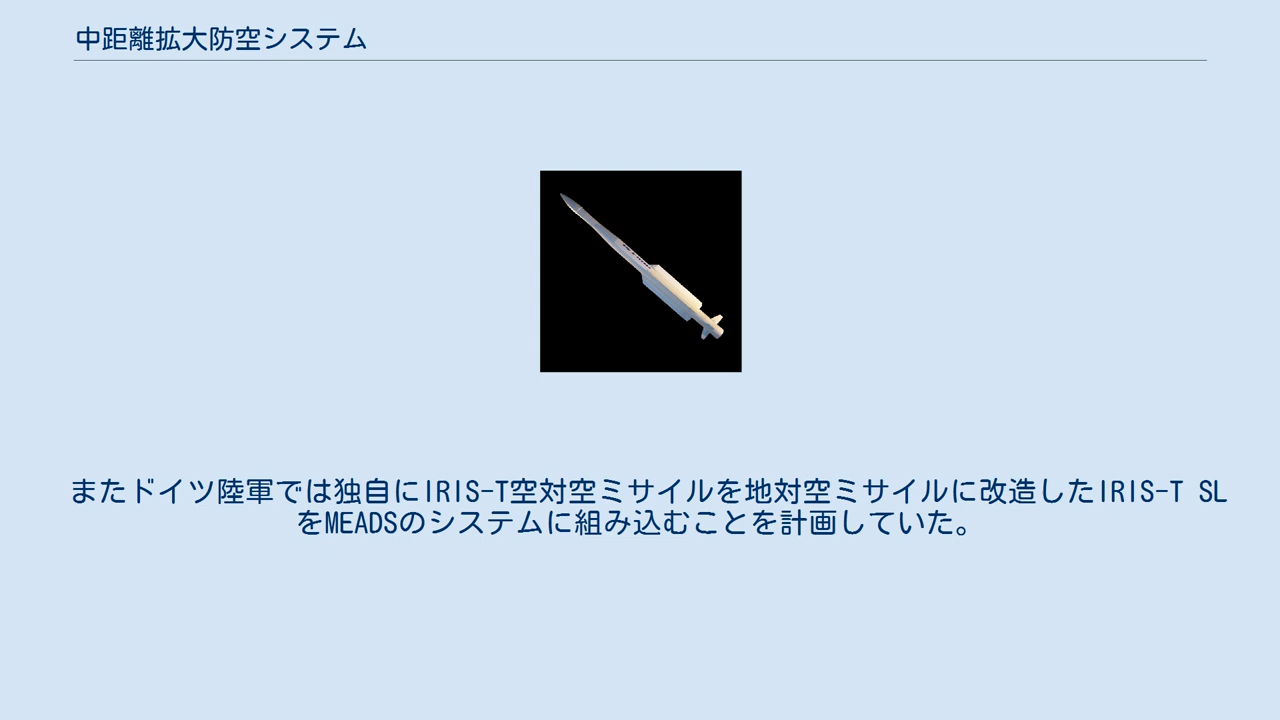 中距離拡大防空システム
またドイツ陸軍では独自にIRIS-T空対空ミサイルを地対空ミサイルに改造したIRIS-T SL
をMEADSのシステムに組み込むことを計画していた。